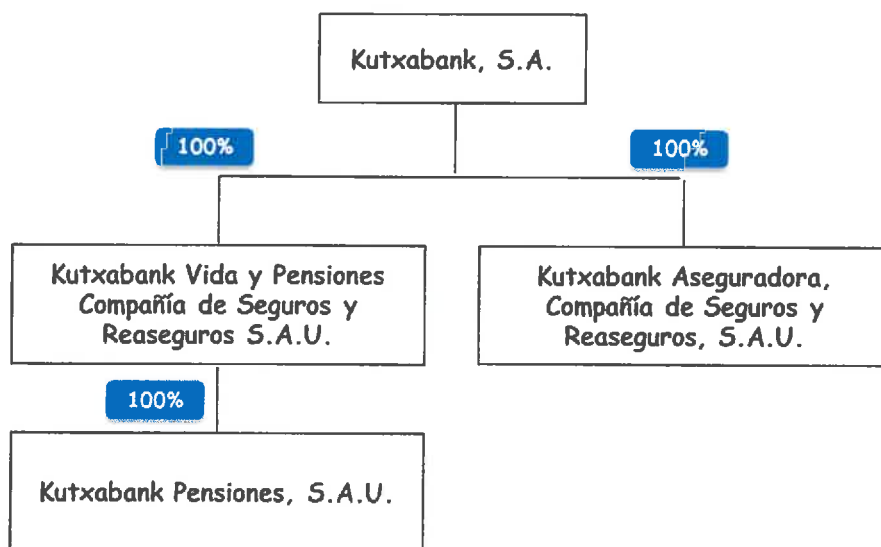 Kutxabank, S.A.
100%
100%
Kutxabank Vida y Pensiones
Compañía de Seguros y
Reaseguros S.A.U.
Kutxabank Aseguradora,
Compañía de Seguros y
Reaseguros, S.A.U.
100%
Kutxabank Pensiones, S.A.U.